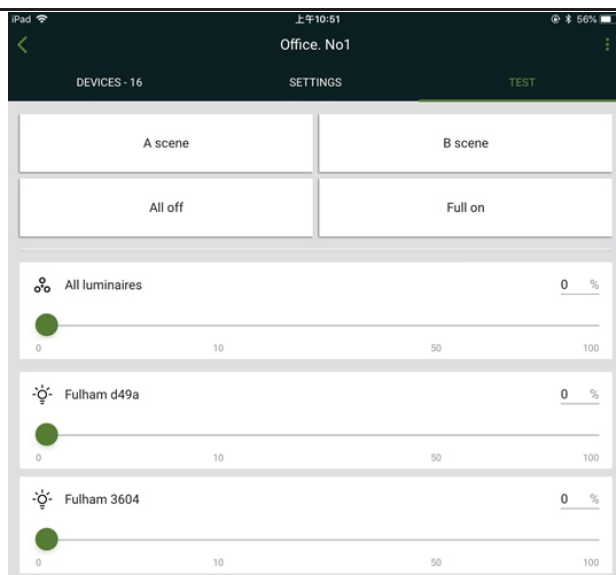 iPad 上午10:51 56%
Office. No1
DEVICES - 16 SETTINGS TEST
A scene B scene
All off Full on
All luminaires 0 %
0 10 50 100
Fulham d49a 0 %
0 10 50 100
Fulham 3604 0 %
0 10 50 100